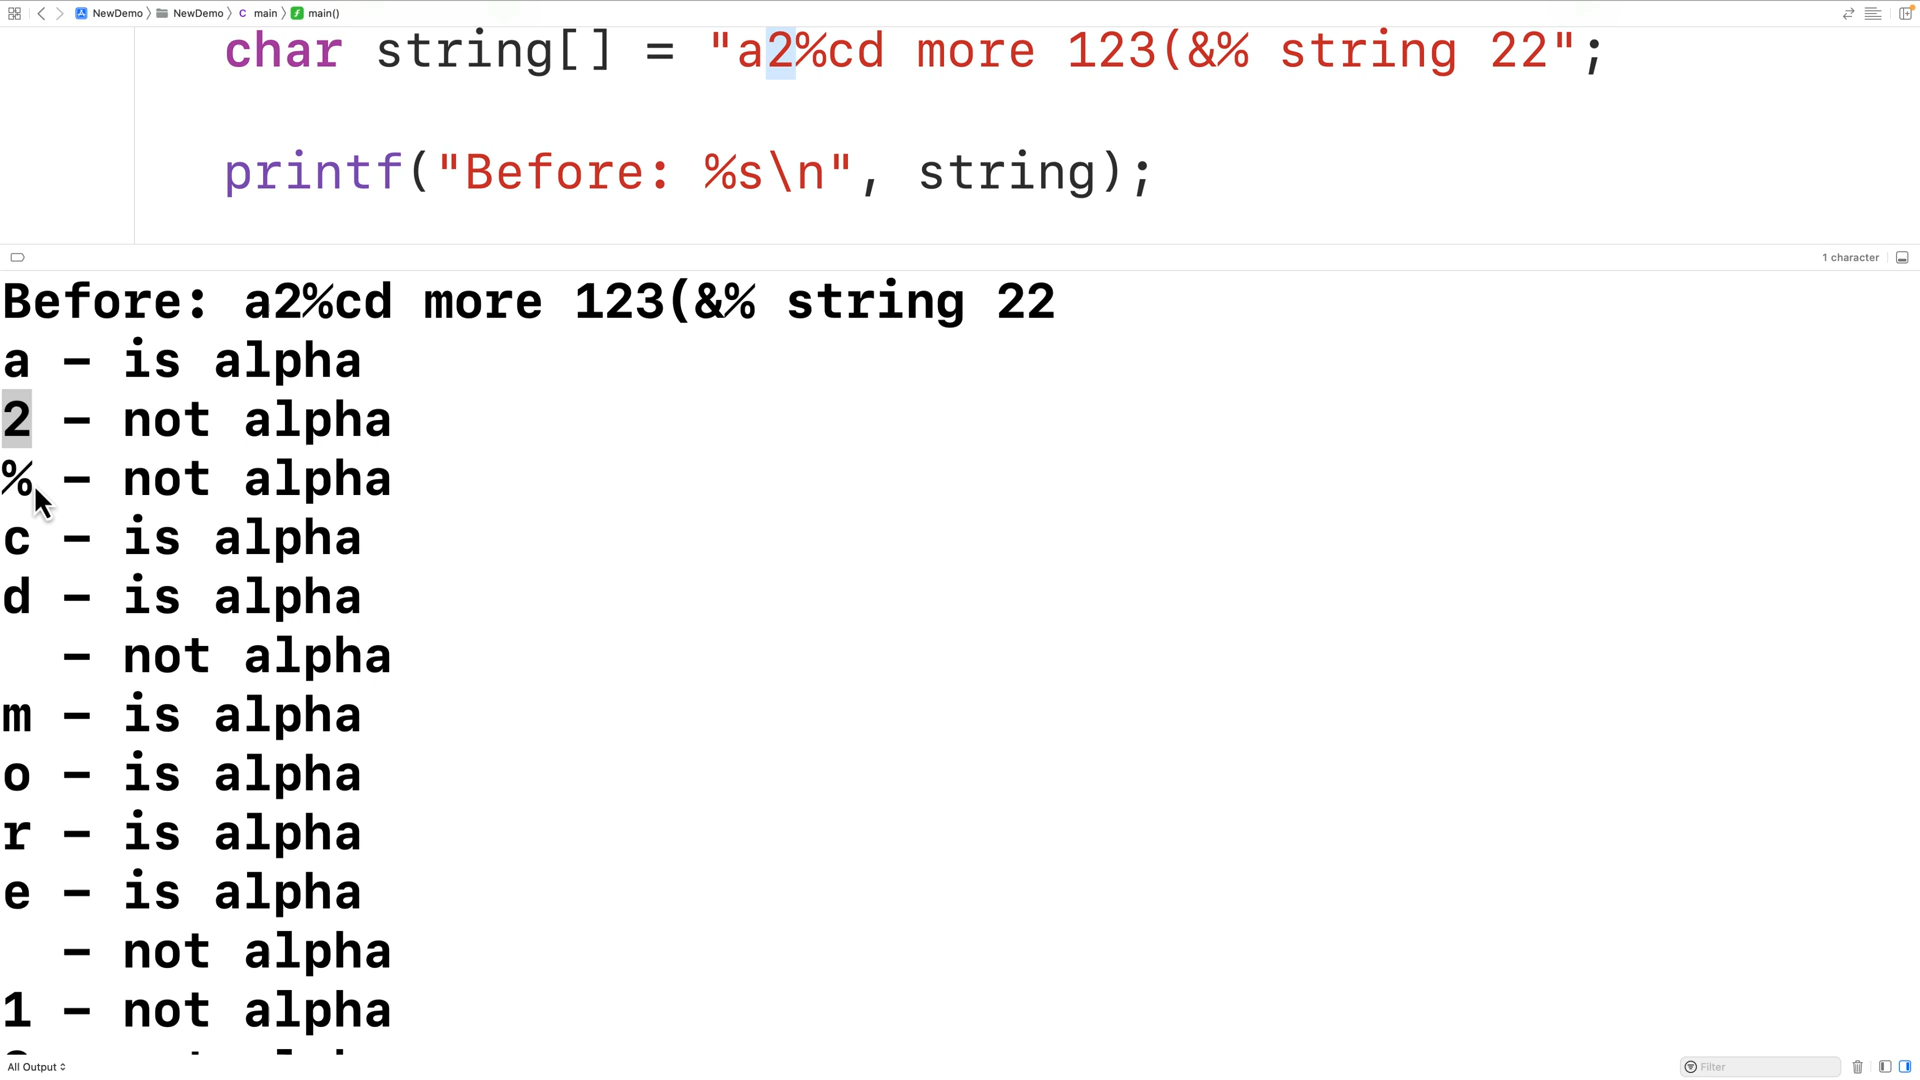 NewDemo NewDemo C main f main()
char string[] = "a2%cd more 123(&% string 22";
printf("Before: %s\n", string);
1 character
Before: a2%cd more 123(&% string 22
a - is alpha
2 - not alpha
% - not alpha
c - is alpha
d - is alpha
- not alpha
m - is alpha
o - is alpha
r - is alpha
e - is alpha
- not alpha
1 - not alpha
All Output
Filter